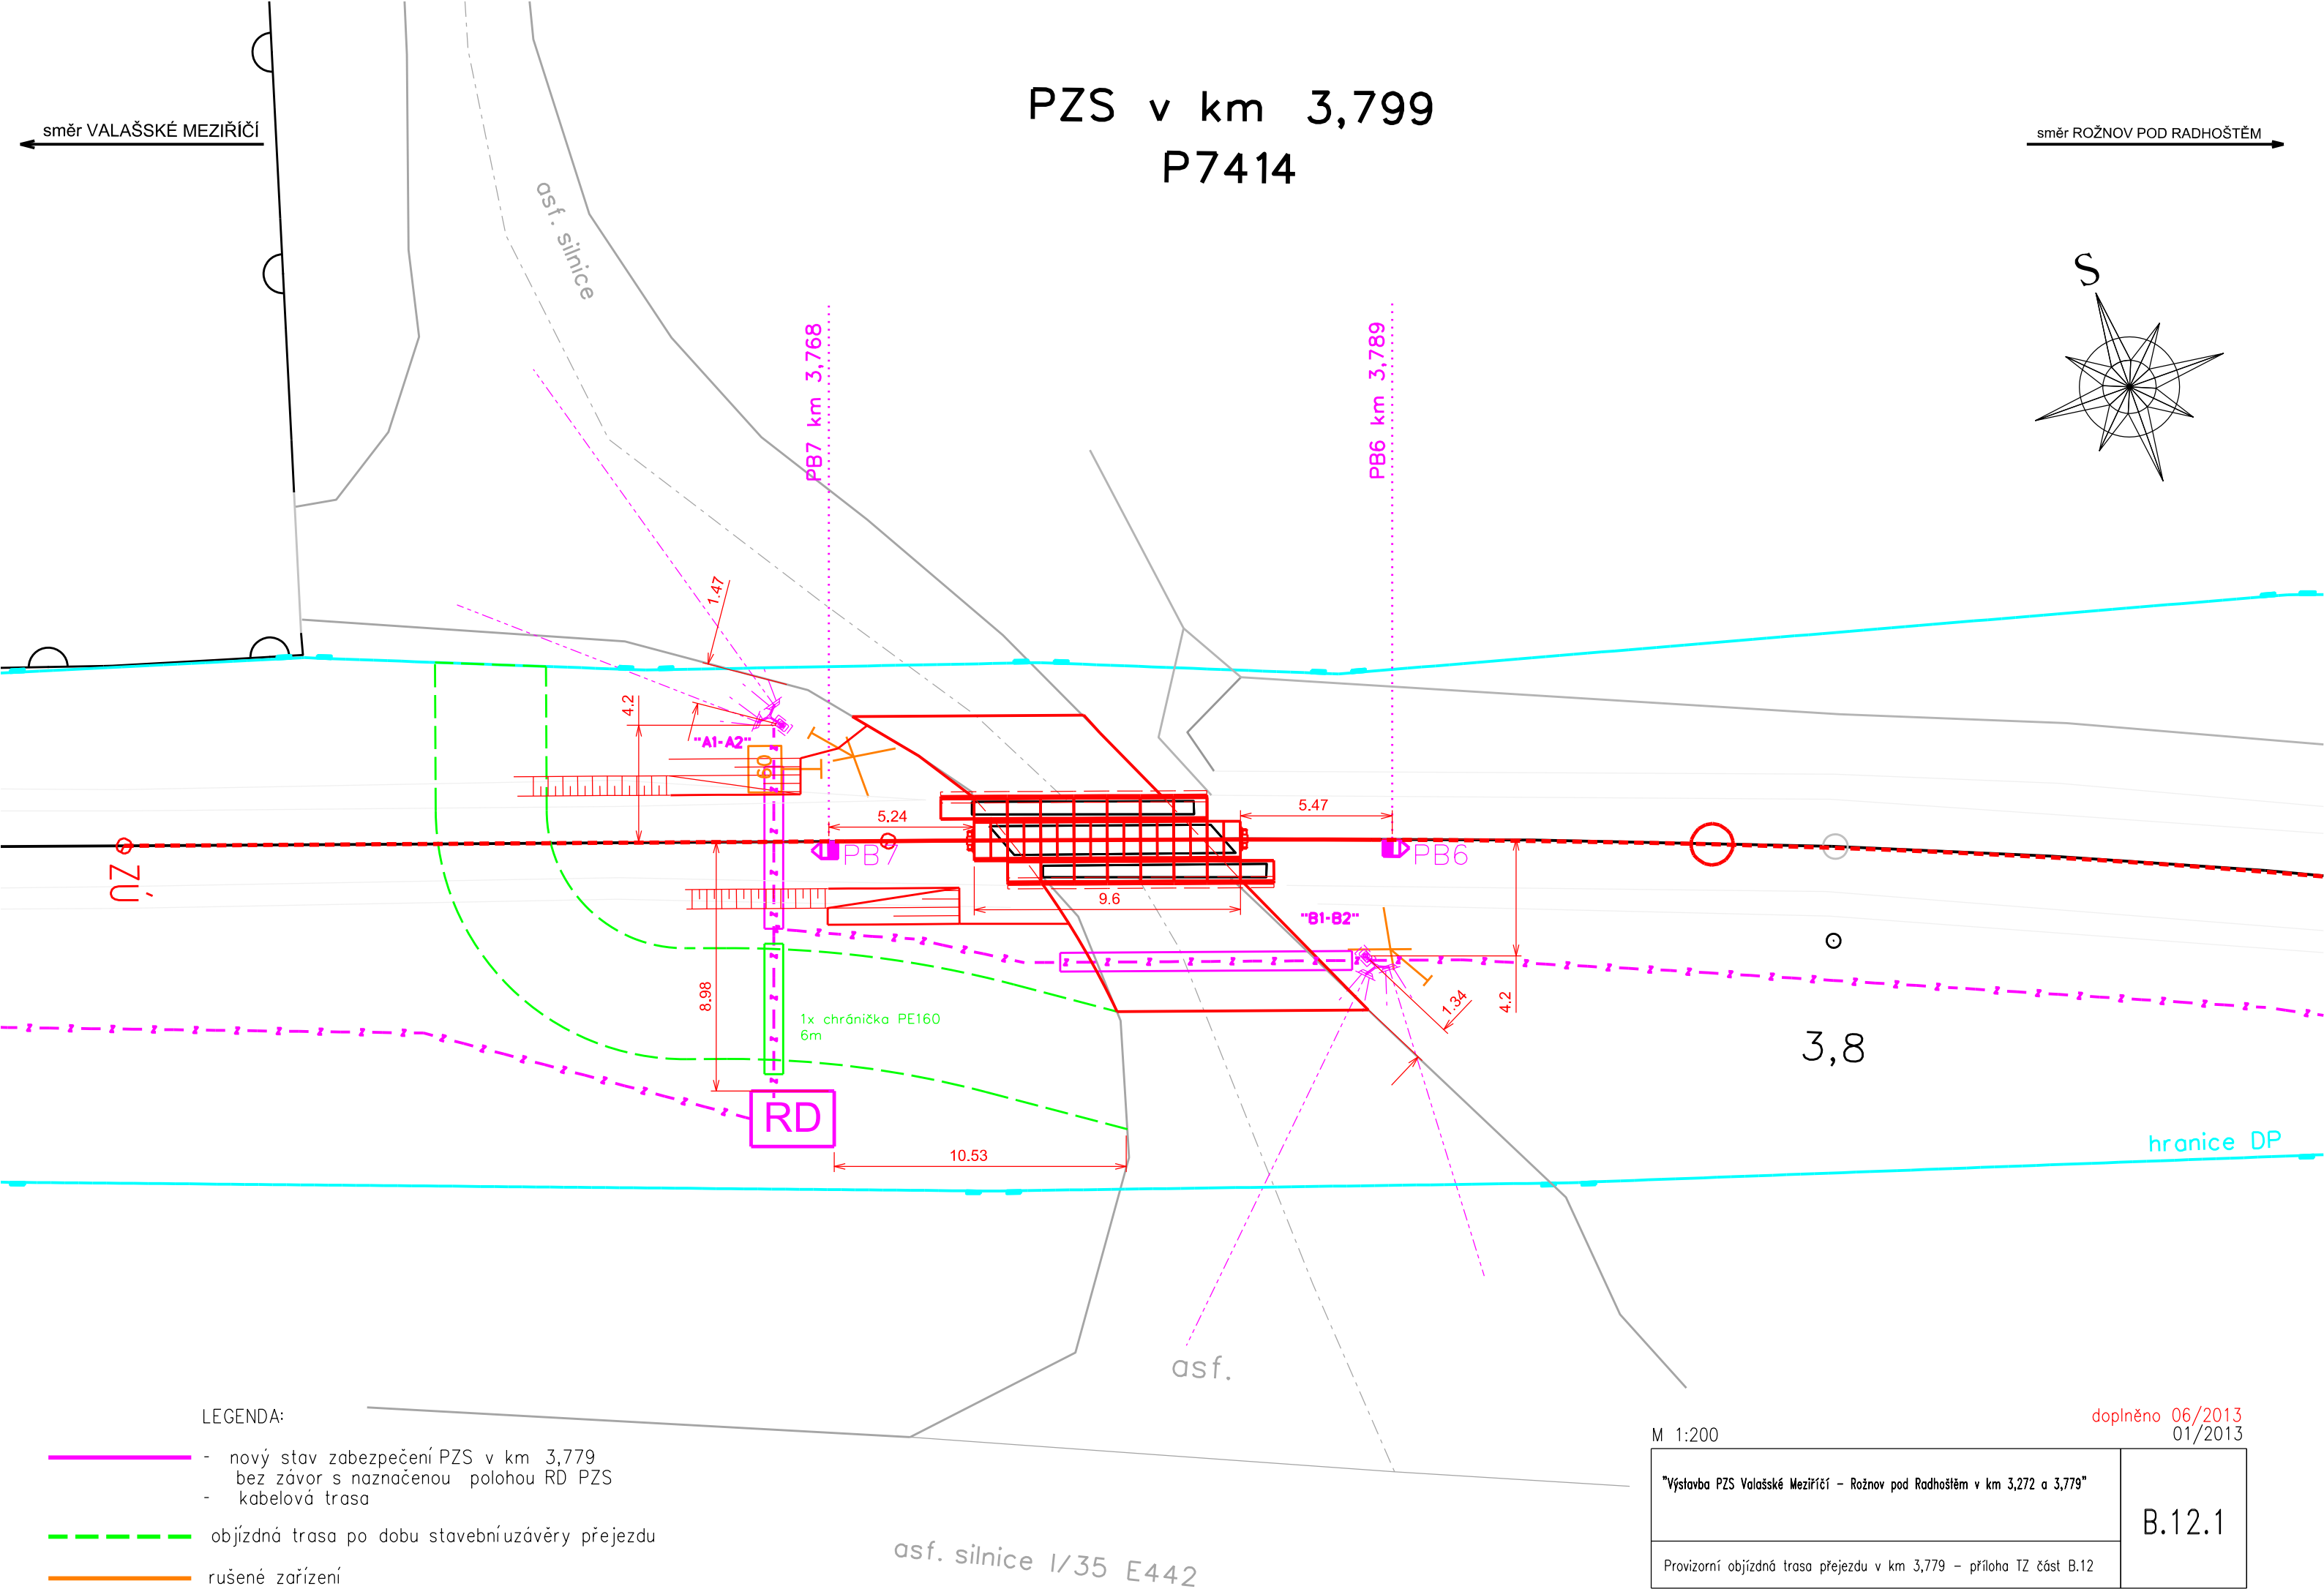 PZS v km 3,799
P7414
směr VALAŠSKÉ MEZIŘÍČÍ
směr ROŽNOV POD RADHOŠTĚM
asf. silnice
S
PB7 km 3,768
PB6 km 3,789
1.47
4.2
"A1-A2"
60
5.24
5.47
PB7
PB6
ZÚ
9.6
"B1-B2"
8.98
1x chránička PE160
6m
1.34
4.2
3,8
RD
10.53
hranice DP
asf.
LEGENDA:
- nový stav zabezpečení PZS v km 3,779
bez závor s naznačenou polohou RD PZS
- kabelová trasa
objízdná trasa po dobu stavební uzávěry přejezdu
rušené zařízení
asf. silnice I/35 E442
doplněno 06/2013
M 1:200
01/2013
"Výstavba PZS Valašské Meziříčí - Rožnov pod Radhoštěm v km 3,272 a 3,779"
B.12.1
Provizorní objízdná trasa přejezdu v km 3,779 - příloha TZ část B.12